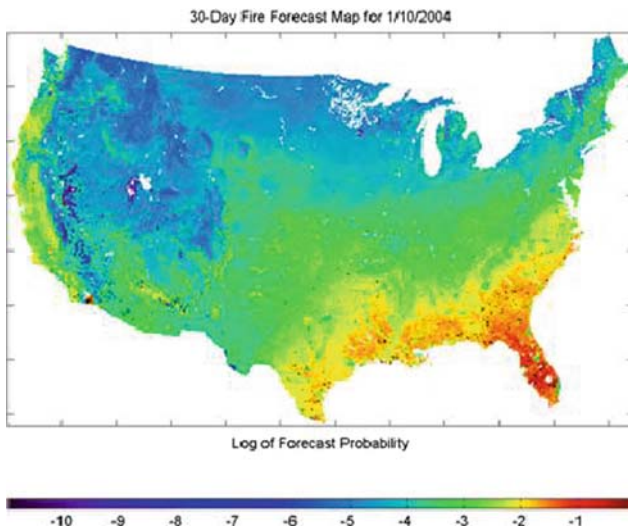 30-Day Fire Forecast Map for 1/10/2004
Log of Forecast Probability
-10 -9 -8 -7 -6 -5 -4 -3 -2 -1